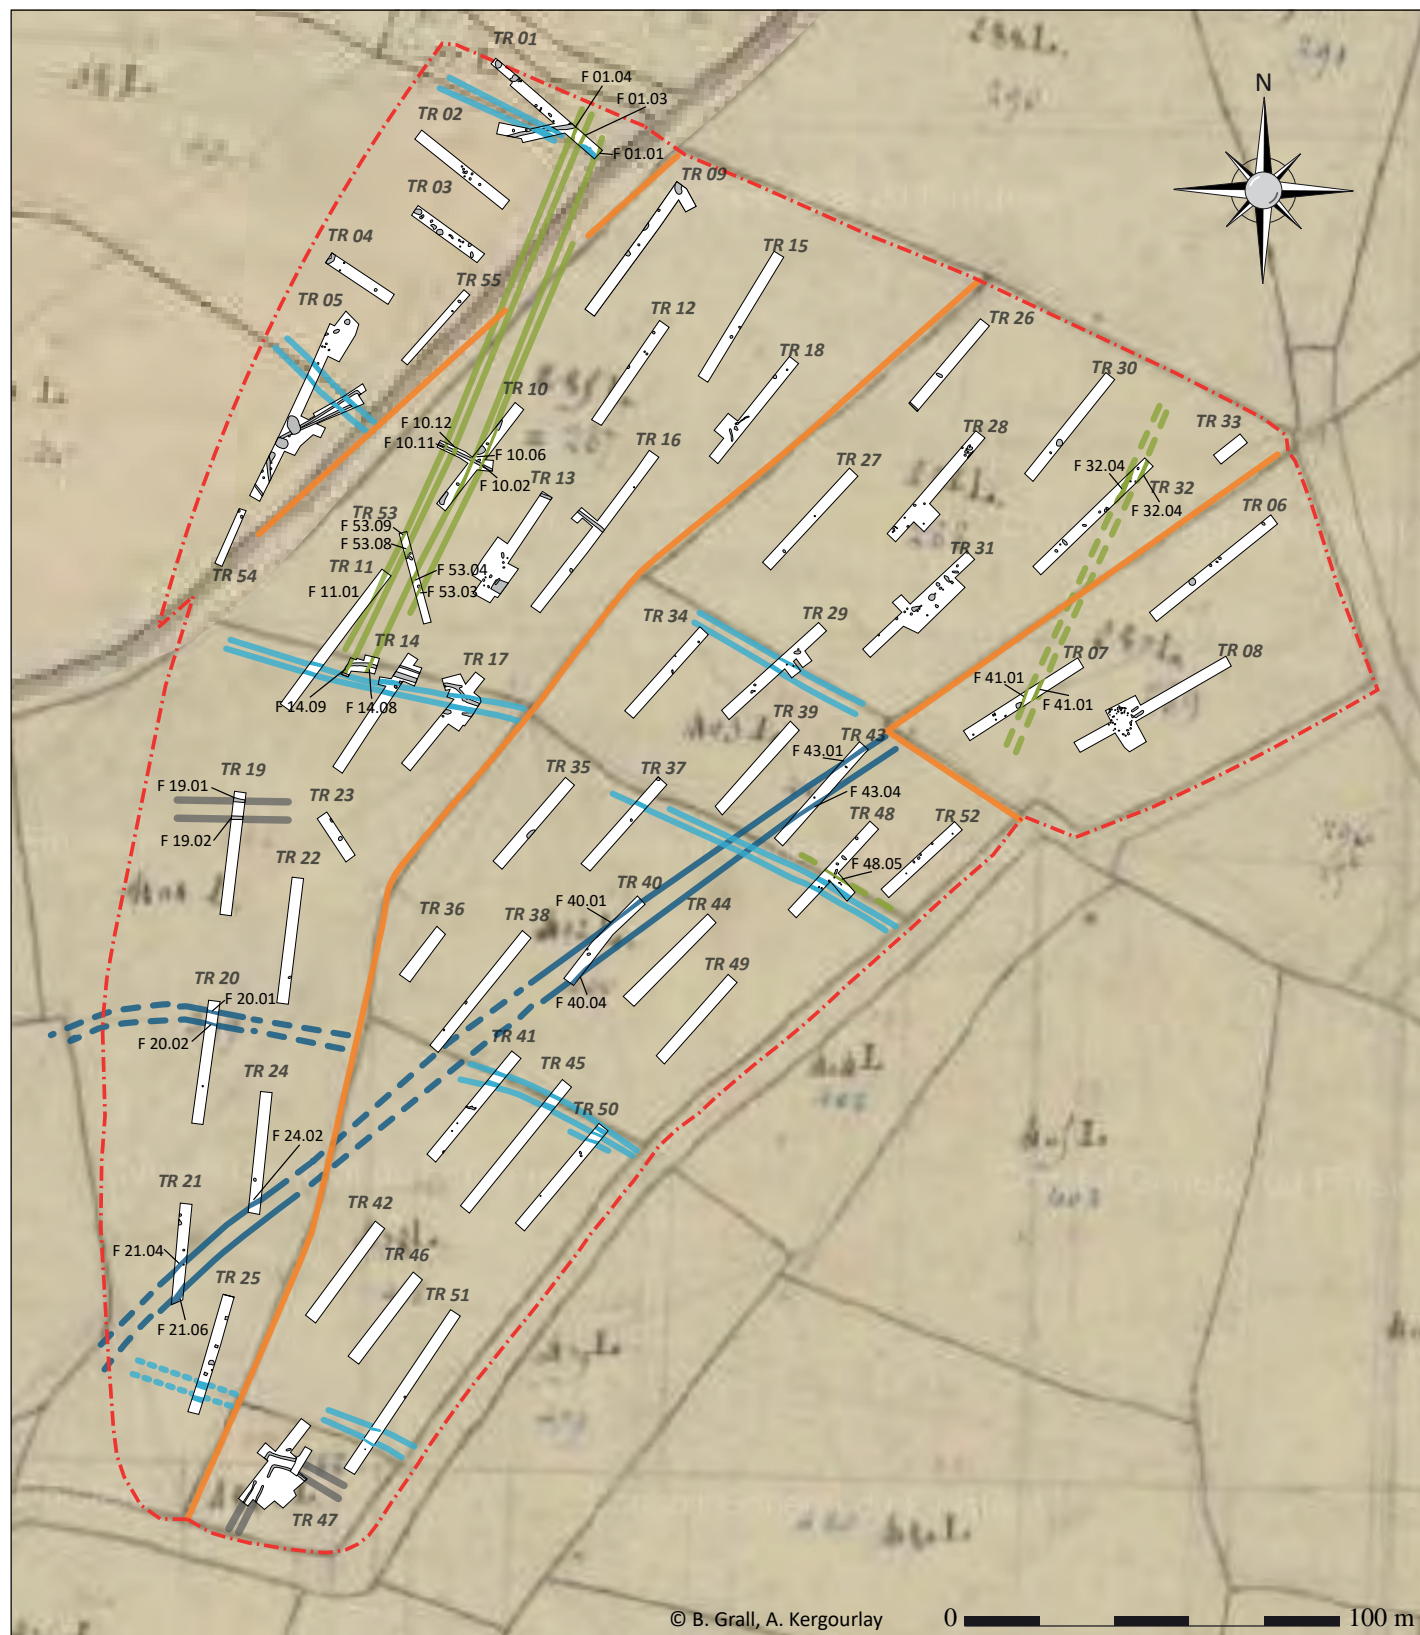 TR 01
F 01.04
F 01.03
TR 02
F 01.01
TR 03
TR 09
TR 04
TR 15
TR 55
TR 05
TR 12
TR 26
TR 18
TR 30
TR 10
TR 33
F 10.12
F 10.11
F 10.06
TR 16
TR 28
TR 27
F 32.04
F 10.02
TR 13
TR 32
F 32.04
TR 06
TR 53
F 53.09
F 53.08
TR 31
TR 11
F 53.04
TR 54
F 11.01
F 53.03
TR 34
TR 29
TR 14
TR 17
TR 07
TR 08
F 41.01
F 41.01
F 14.09
F 14.08
TR 39
TR 43
F 43.01
TR 19
TR 35
TR 37
F 19.01
F 43.04
TR 23
TR 48
TR 52
F 19.02
TR 22
F 48.05
TR 40
F 40.01
TR 44
TR 36
TR 38
TR 49
TR 20
F 20.01
F 40.04
F 20.02
TR 41
TR 45
TR 24
TR 50
F 24.02
TR 21
TR 42
F 21.04
TR 46
TR 25
TR 51
F 21.06
TR 47
N
© B. Grall, A. Kergourlay
0 100 m